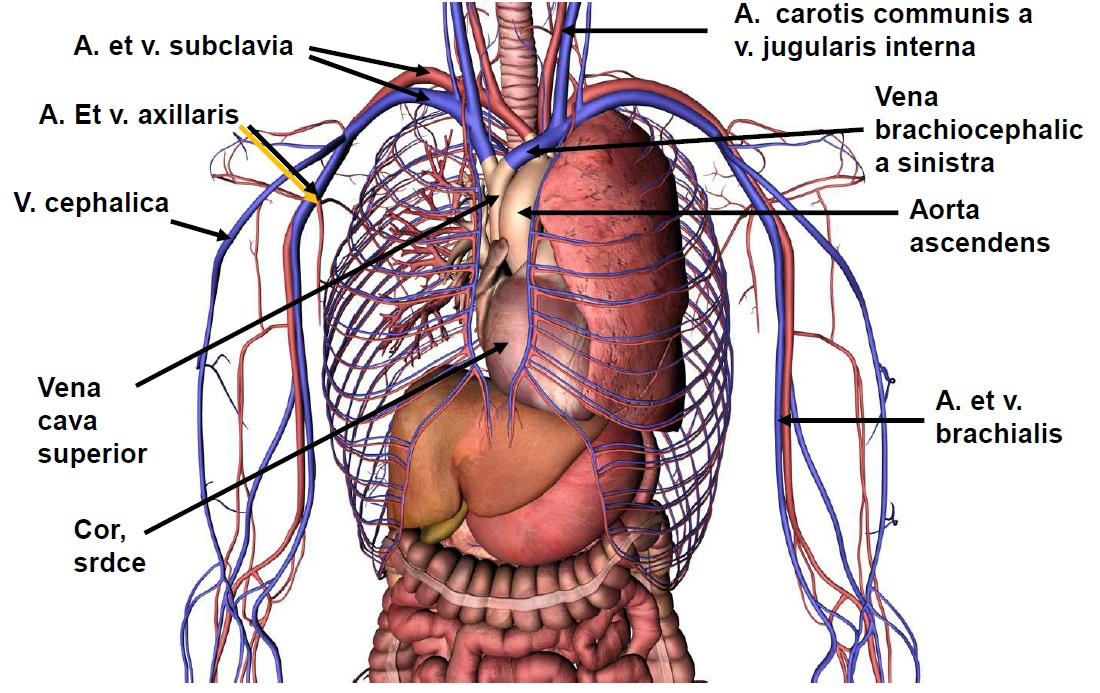 A. et v. subclavia
A. Et v. axillaris
V. cephalica
Vena
cava
superior
Cor,
srdce
A.  carotis communis a
v. jugularis interna
Vena
brachiocephalic
a sinistra
Aorta
ascendens
A. et v.
brachialis